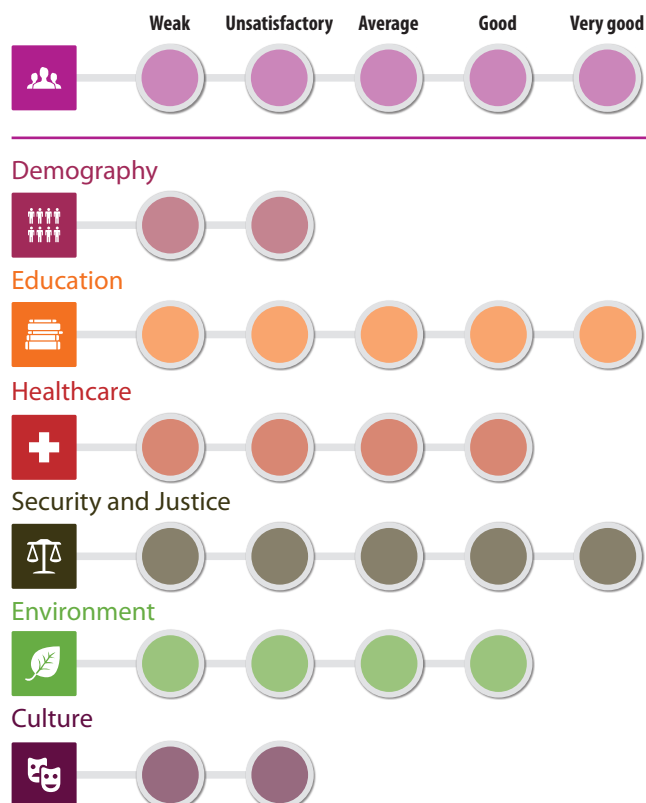 Weak Unsatisfactory Average Good Very good
Demography
Education
Healthcare
Security and Justice
Environment
Culture